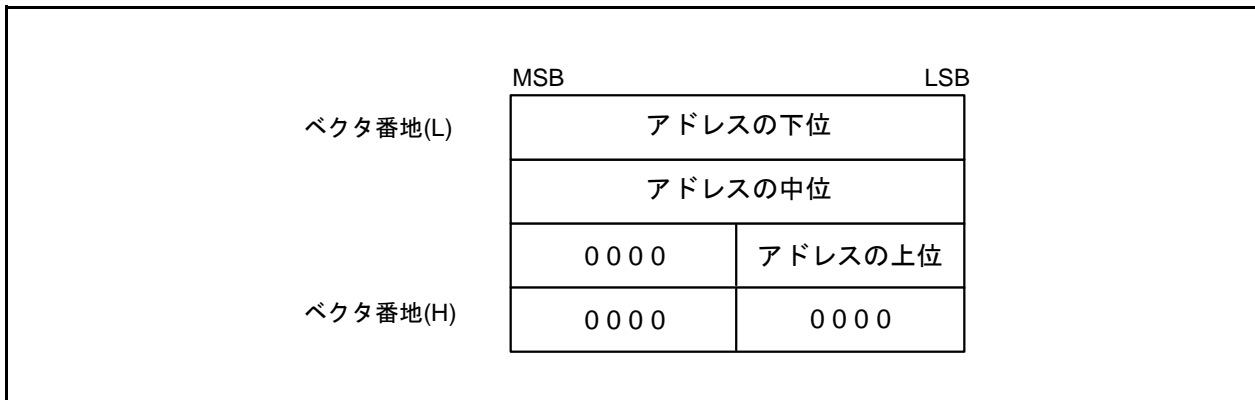 MSB LSB
ベクタ番地(L) アドレスの下位
アドレスの中位
0000 アドレスの上位
ベクタ番地(H) 0000 0000